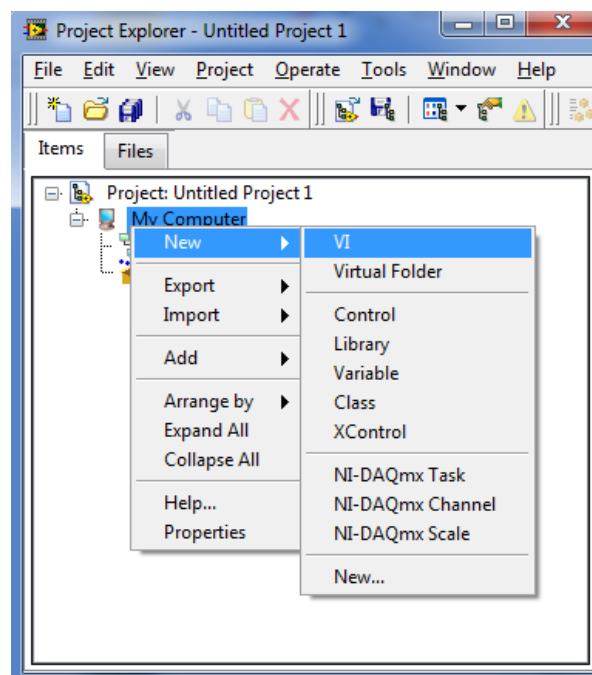 Project Explorer - Untitled Project 1
File Edit View Project Operate Tools Window Help
Items Files
Project: Untitled Project 1
My Computer
New
Export
Import
Add
Arrange by
Expand All
Collapse All
Help...
Properties
VI
Virtual Folder
Control
Library
Variable
Class
XControl
NI-DAQmx Task
NI-DAQmx Channel
NI-DAQmx Scale
New...